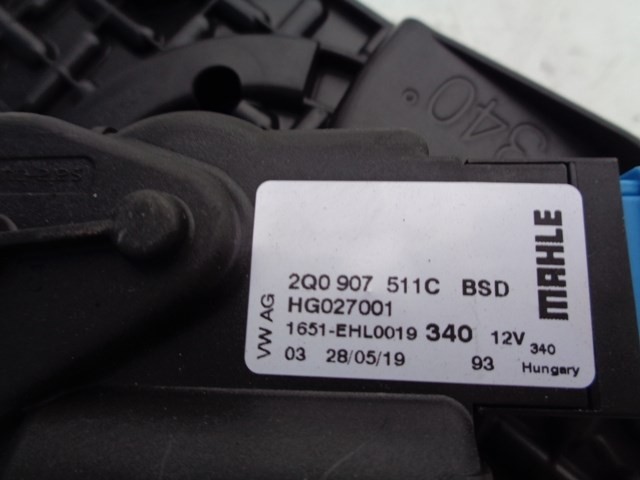 340°
MAHLE
VW AG
2Q0 907 511C BSD
HG027001
1651-EHL0019 340 12V 340
03 28/05/19 93 Hungary